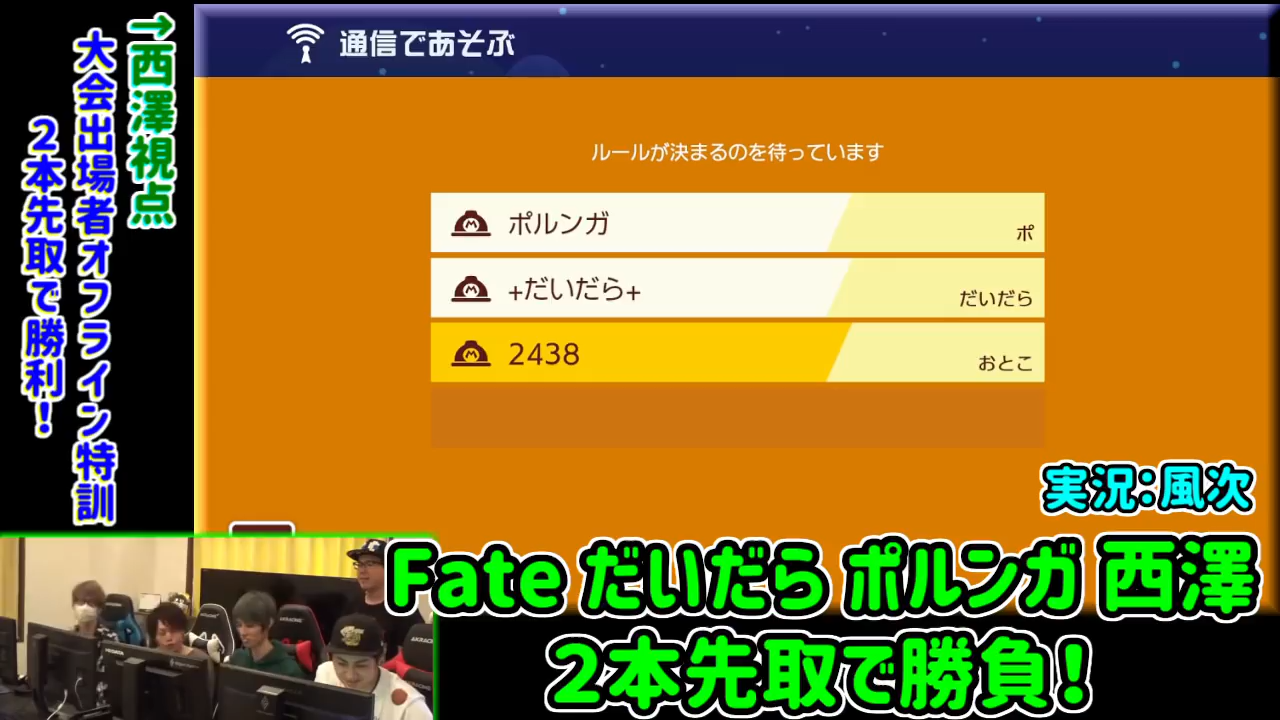 →西澤視点
大会出場者オフライン特訓
2本先取で勝利!
通信であそぶ
ルールが決まるのを待っています
ポルンガ ポ
+だいだら+ だいだら
2438 おとこ
実況:風次
Fate だいだら ポルンガ 西澤
2本先取で勝負!